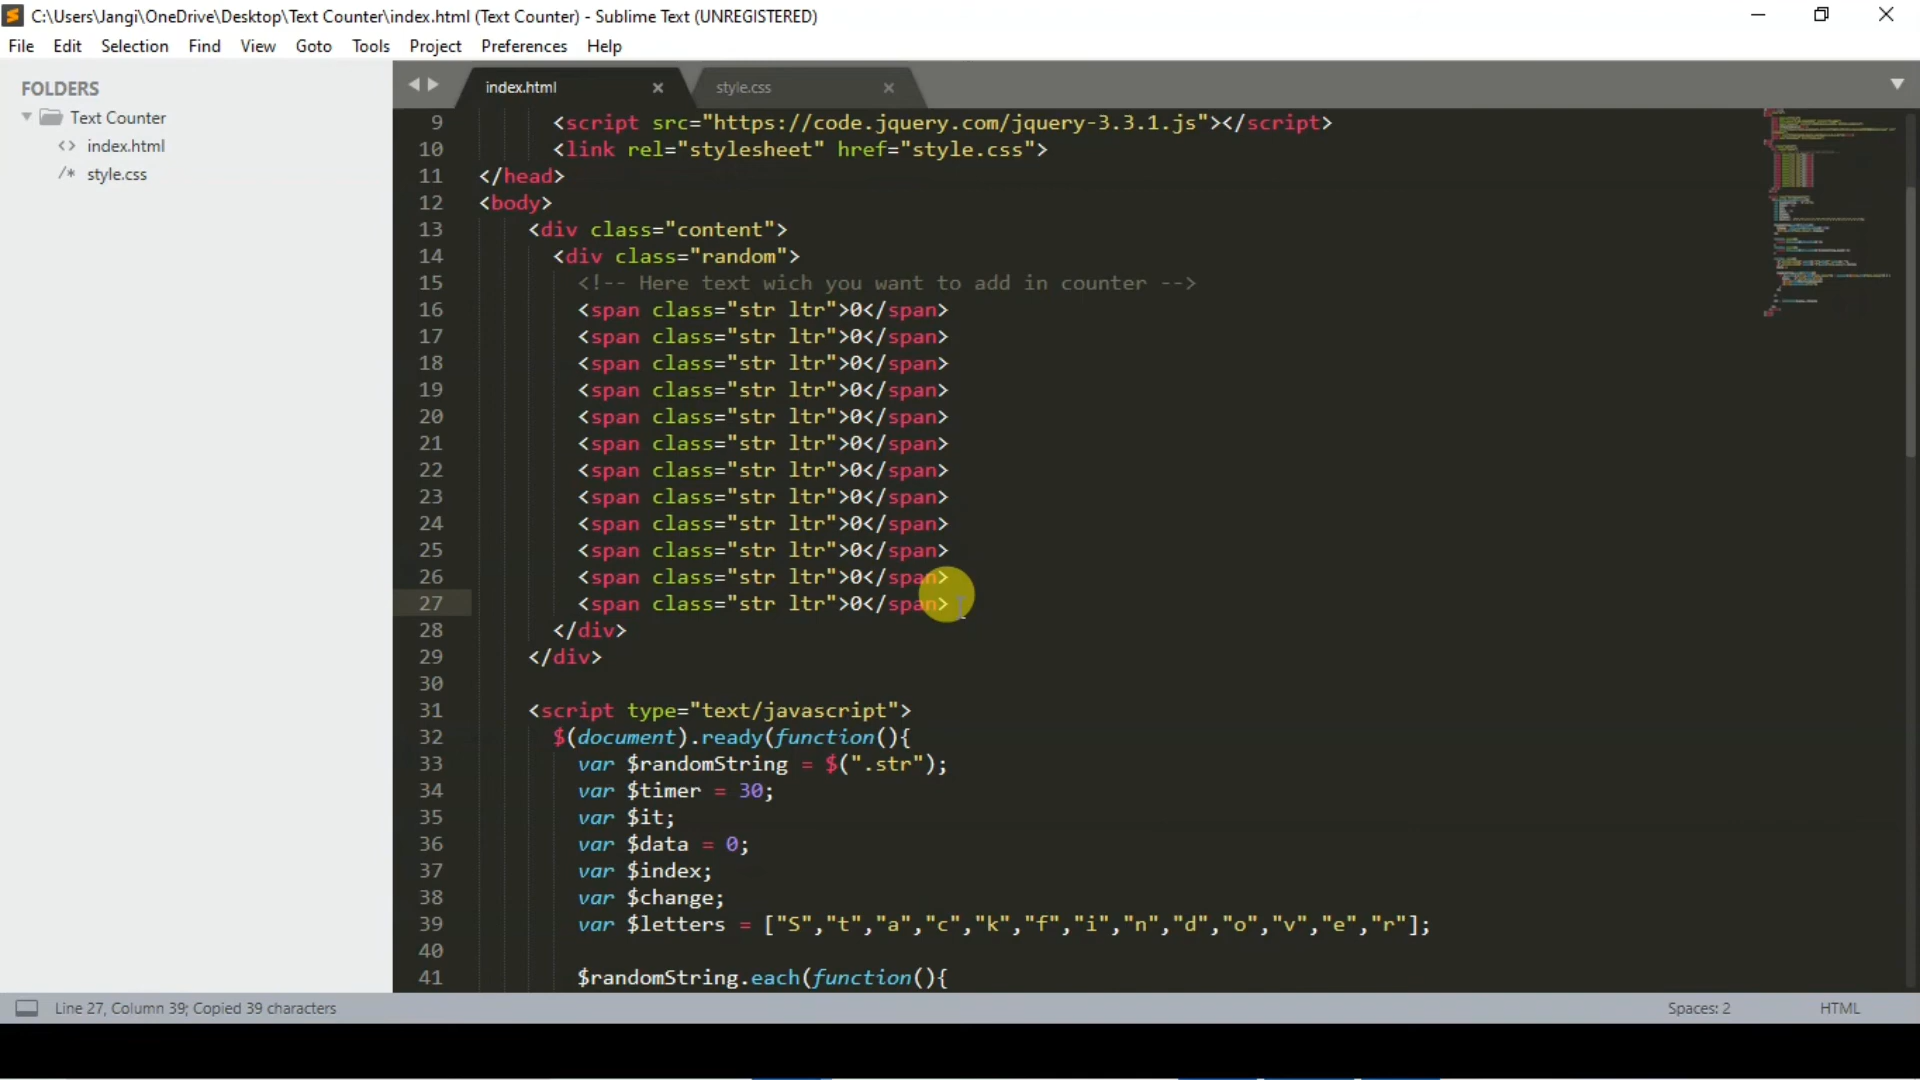 C:\Users\Jangi\OneDrive\Desktop\Text Counter\index.html (Text Counter) - Sublime Text (UNREGISTERED)
File Edit Selection Find View Goto Tools Project Preferences Help
FOLDERS
Text Counter
<> index.html
/* style.css
index.html style.css
9 <script src="https://code.jquery.com/jquery-3.3.1.js"></script>
10 <link rel="stylesheet" href="style.css">
11 </head>
12 <body>
13 <div class="content">
14 <div class="random">
15 <!-- Here text wich you want to add in counter -->
16 <span class="str ltr">0</span>
17 <span class="str ltr">0</span>
18 <span class="str ltr">0</span>
19 <span class="str ltr">0</span>
20 <span class="str ltr">0</span>
21 <span class="str ltr">0</span>
22 <span class="str ltr">0</span>
23 <span class="str ltr">0</span>
24 <span class="str ltr">0</span>
25 <span class="str ltr">0</span>
26 <span class="str ltr">0</span>
27 <span class="str ltr">0</span>
28 </div>
29 </div>
30
31 <script type="text/javascript">
32 $(document).ready(function(){
33 var $randomString = $(".str");
34 var $timer = 30;
35 var $it;
36 var $data = 0;
37 var $index;
38 var $change;
39 var $letters = ["S","t","a","c","k","f","i","n","d","o","v","e","r"];
40
41 $randomString.each(function(){
Line 27, Column 39; Copied 39 characters Spaces: 2 HTML